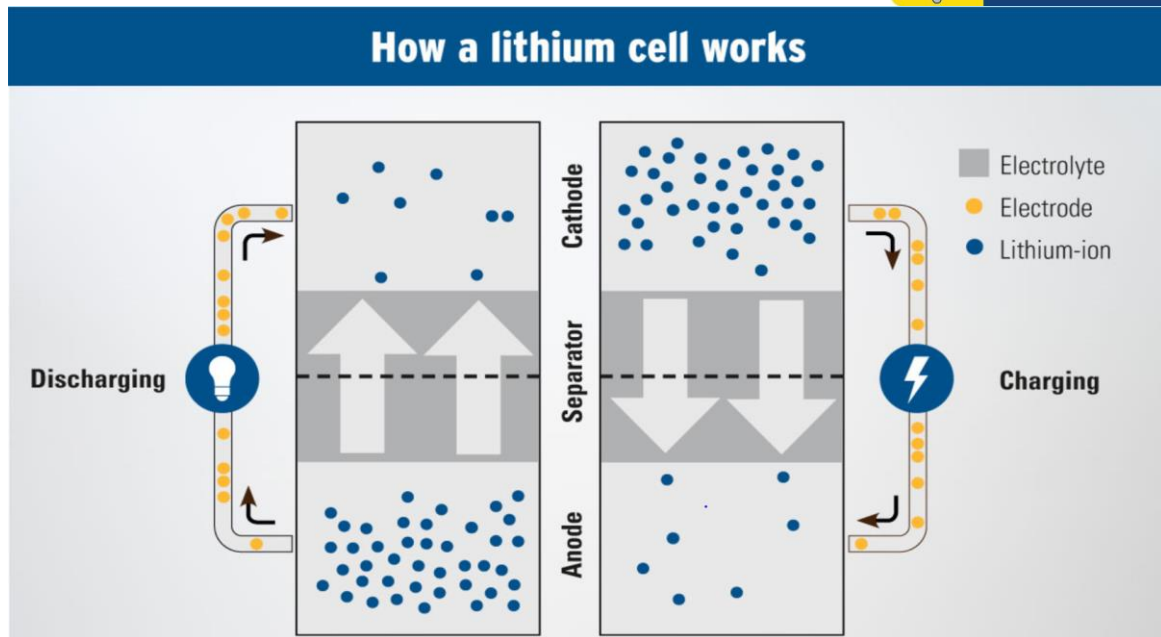 How a lithium cell works
Discharging
Cathode
Separator
Anode
Electrolyte
Electrode
Lithium-ion
Charging